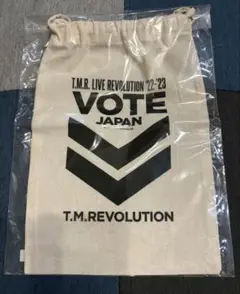 T.M.R. LIVE REVOLUTION '22-'23
VOTE
JAPAN
T.M.REVOLUTION